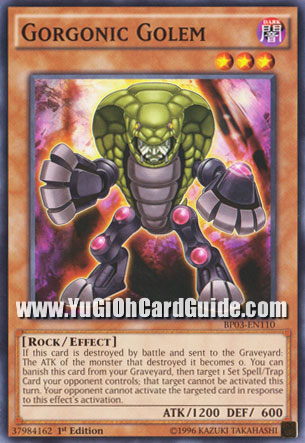 GORGONIC GOLEM
DARK
闇
www.YuGiOhCardGuide.com
BP03-EN110
[ROCK/EFFECT]
If this card is destroyed by battle and sent to the Graveyard:
The ATK of the monster that destroyed it becomes 0. You can
banish this card from your Graveyard, then target 1 Set Spell/Trap
Card your opponent controls; that target cannot be activated this
turn. Your opponent cannot activate the targeted card in response
to this effect's activation.
ATK/1200 DEF/ 600
37984162 1st Edition ©1996 KAZUKI TAKAHASHI